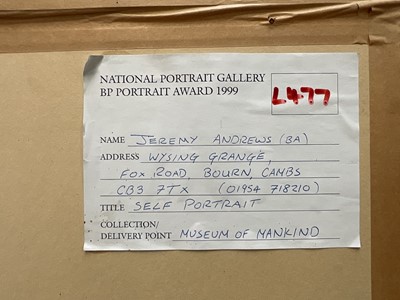 NATIONAL PORTRAIT GALLERY
BP PORTRAIT AWARD 1999
L477
NAME JEREMY ANDREWS (BA)
ADDRESS WYSING GRANGE,
FOX ROAD, BOURN, CAMBS
CB3 7TX (01954 718210)
TITLE SELF PORTRAIT
COLLECTION/
DELIVERY POINT MUSEUM OF MANKIND